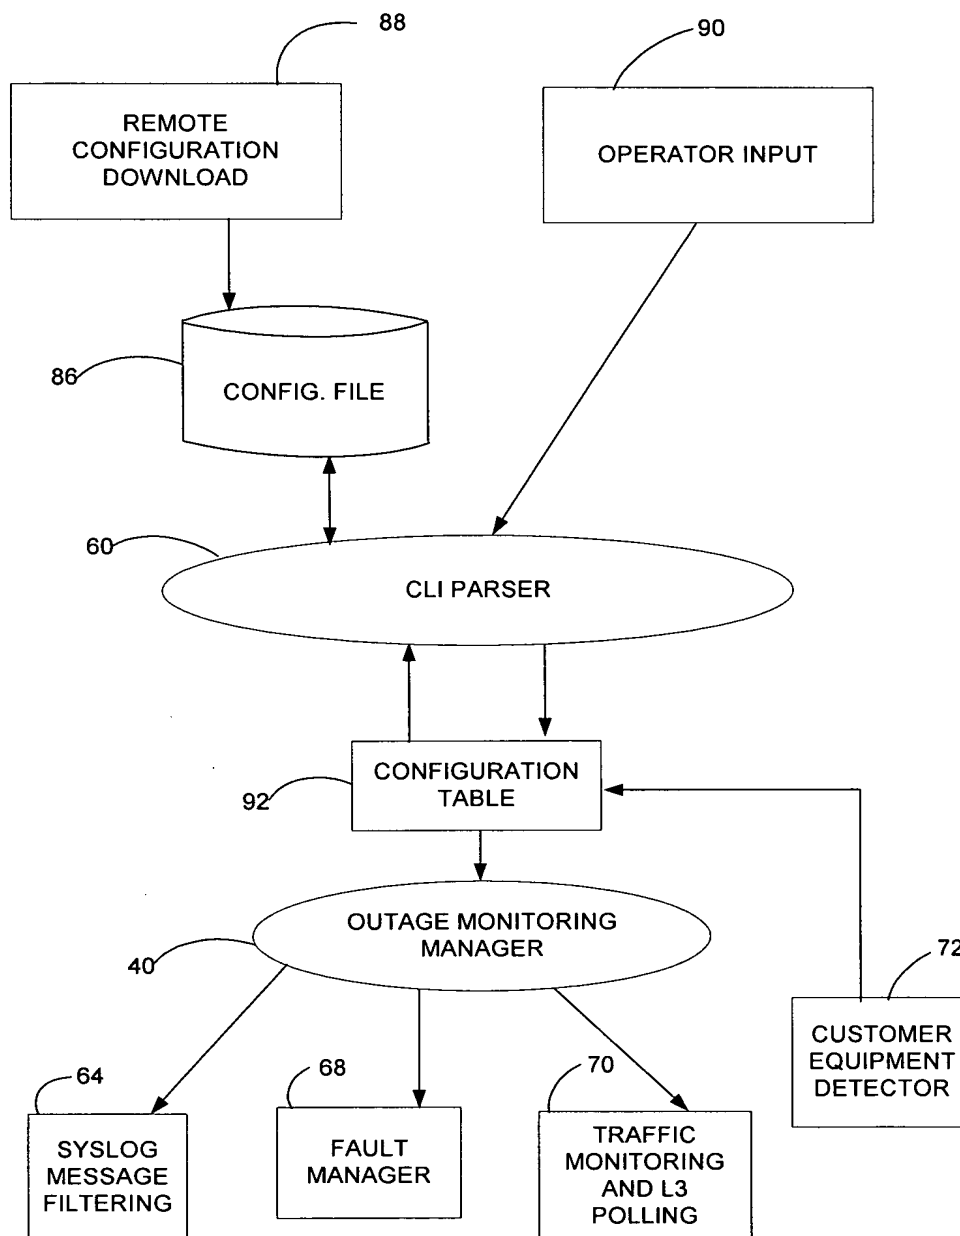 88
90
REMOTE
CONFIGURATION
DOWNLOAD
OPERATOR INPUT
86
CONFIG. FILE
60
CLI PARSER
92
CONFIGURATION
TABLE
OUTAGE MONITORING
MANAGER
40
72
CUSTOMER
EQUIPMENT
DETECTOR
64
SYSLOG
MESSAGE
FILTERING
68
FAULT
MANAGER
70
TRAFFIC
MONITORING
AND L3
POLLING